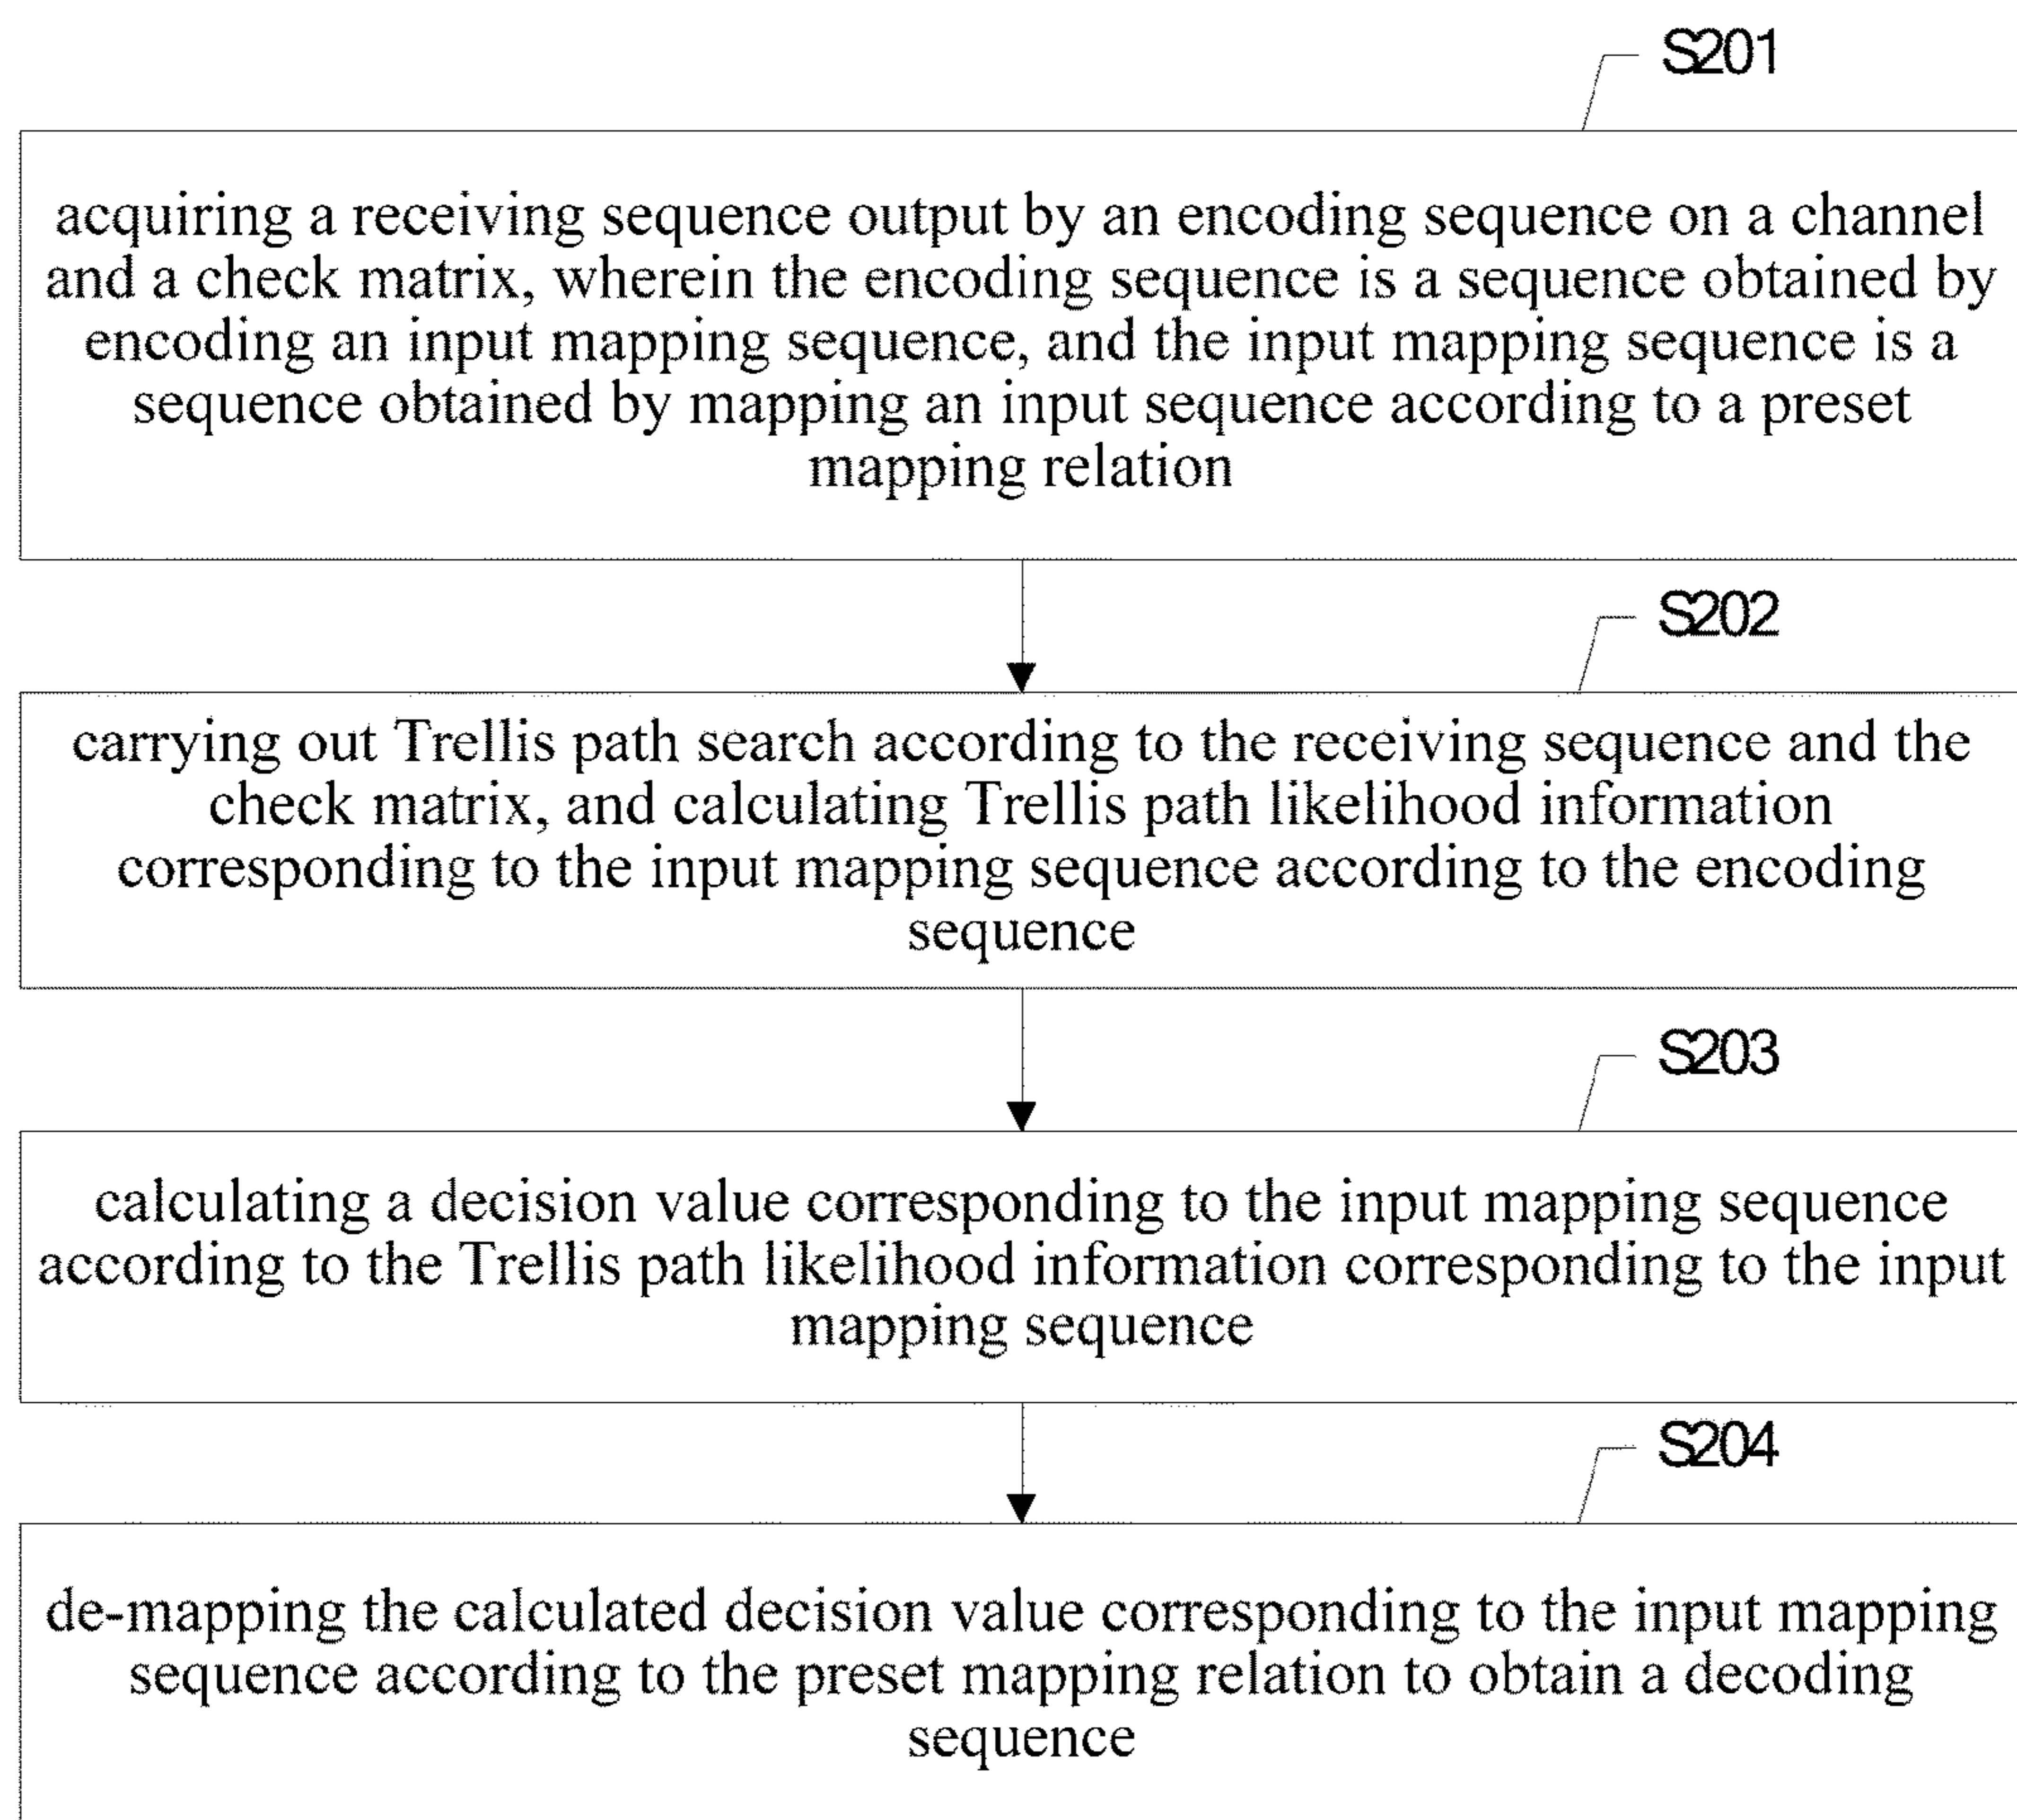 S201
acquiring a receiving sequence output by an encoding sequence on a channel
and a check matrix, wherein the encoding sequence is a sequence obtained by
encoding an input mapping sequence, and the input mapping sequence is a
sequence obtained by mapping an input sequence according to a preset
mapping relation
S202
carrying out Trellis path search according to the receiving sequence and the
check matrix, and calculating Trellis path likelihood information
corresponding to the input mapping sequence according to the encoding
sequence
S203
calculating a decision value corresponding to the input mapping sequence
according to the Trellis path likelihood information corresponding to the input
mapping sequence
S204
de-mapping the calculated decision value corresponding to the input mapping
sequence according to the preset mapping relation to obtain a decoding
sequence